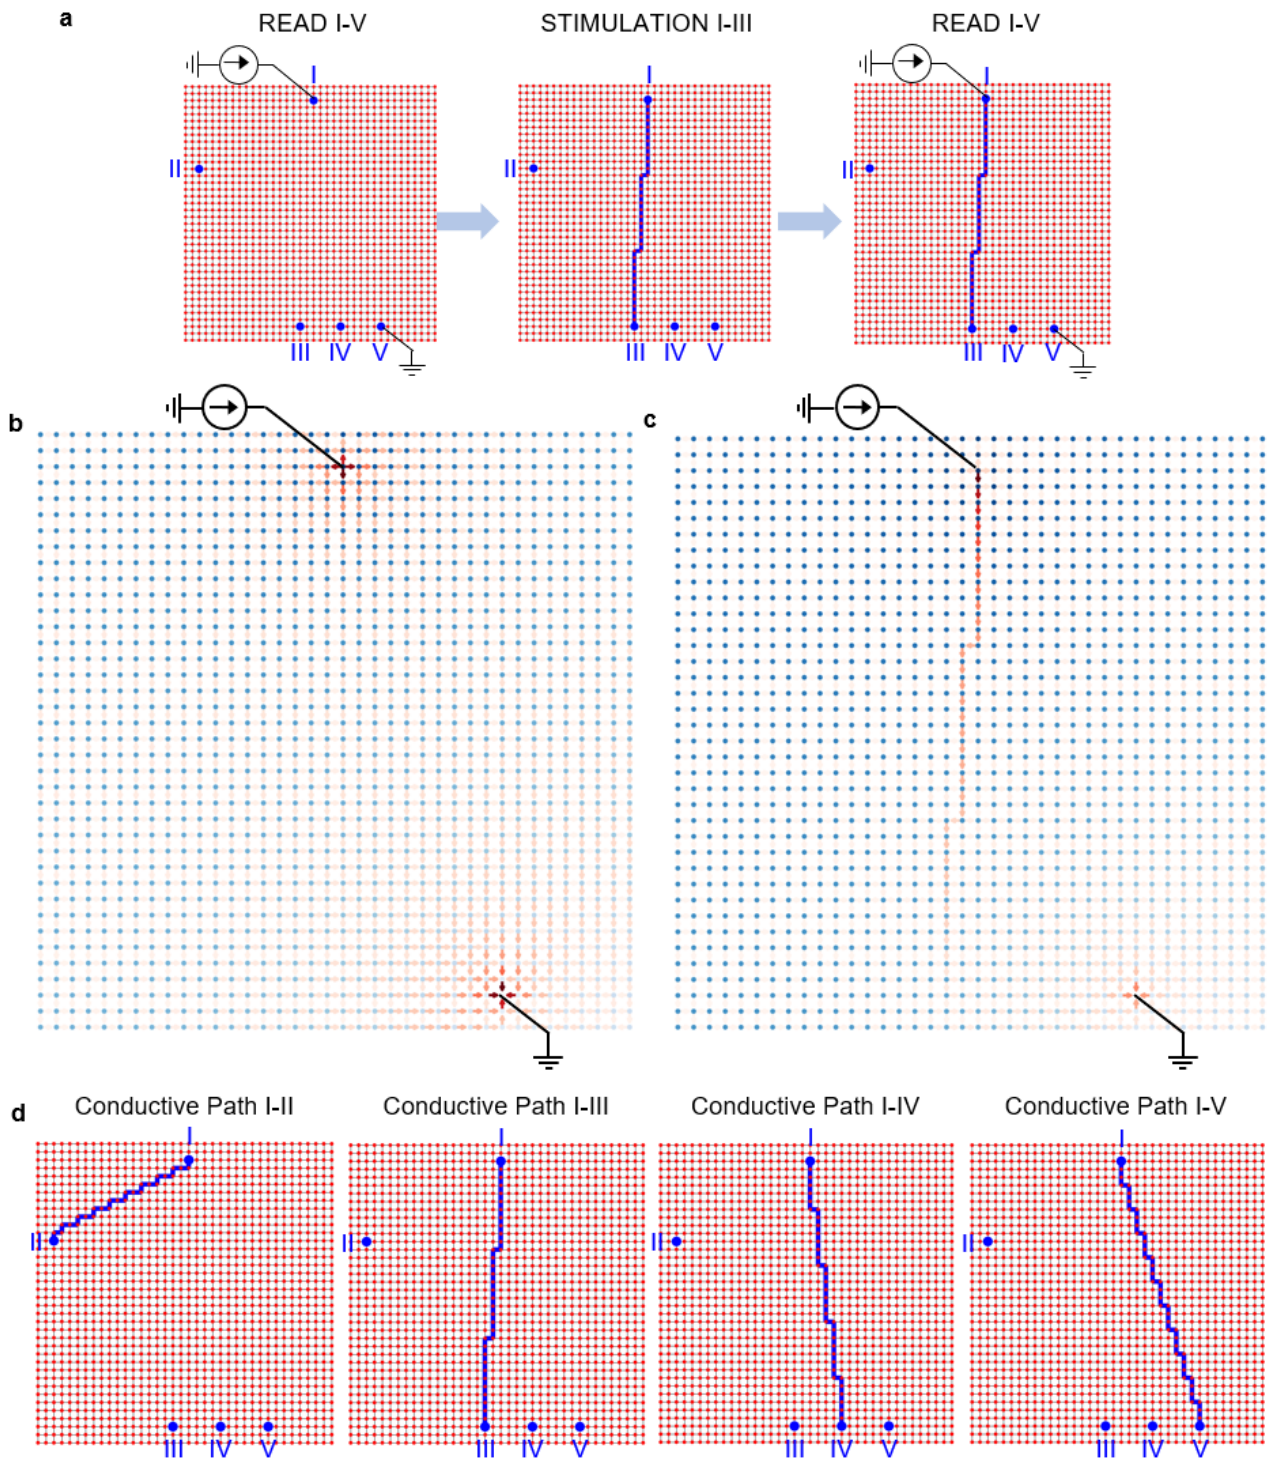 a
READ I-V
STIMULATION I-III
READ I-V
I
I
I
II
II
II
III IV V
III IV V
III IV V
b
c
d
Conductive Path I-II
Conductive Path I-III
Conductive Path I-IV
Conductive Path I-V
I
I
I
I
II
II
II
II
III IV V
III IV V
III IV V
III IV V